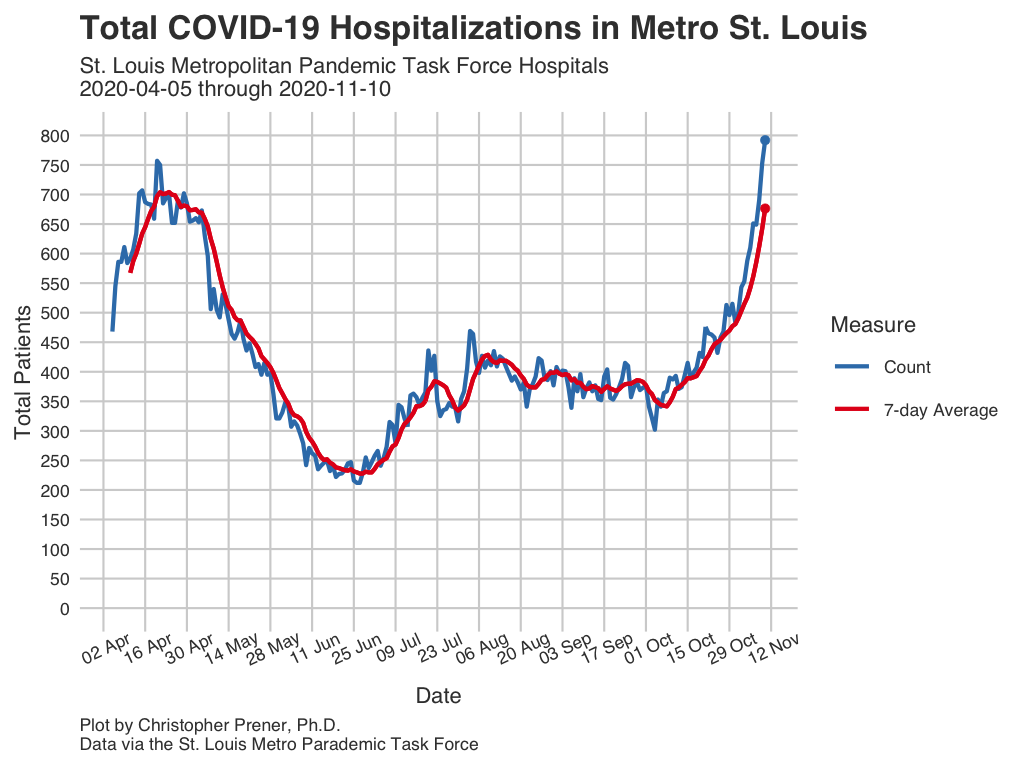 Total COVID-19 Hospitalizations in Metro St. Louis
St. Louis Metropolitan Pandemic Task Force Hospitals
2020-04-05 through 2020-11-10
Total Patients
800
750
700
650
600
550
500
450
400
350
300
250
200
150
100
50
0
02 Apr
16 Apr
30 Apr
14 May
28 May
11 Jun
25 Jun
09 Jul
23 Jul
06 Aug
20 Aug
03 Sep
17 Sep
01 Oct
15 Oct
29 Oct
12 Nov
Date
Measure
Count
7-day Average
Plot by Christopher Prener, Ph.D.
Data via the St. Louis Metro Parademic Task Force